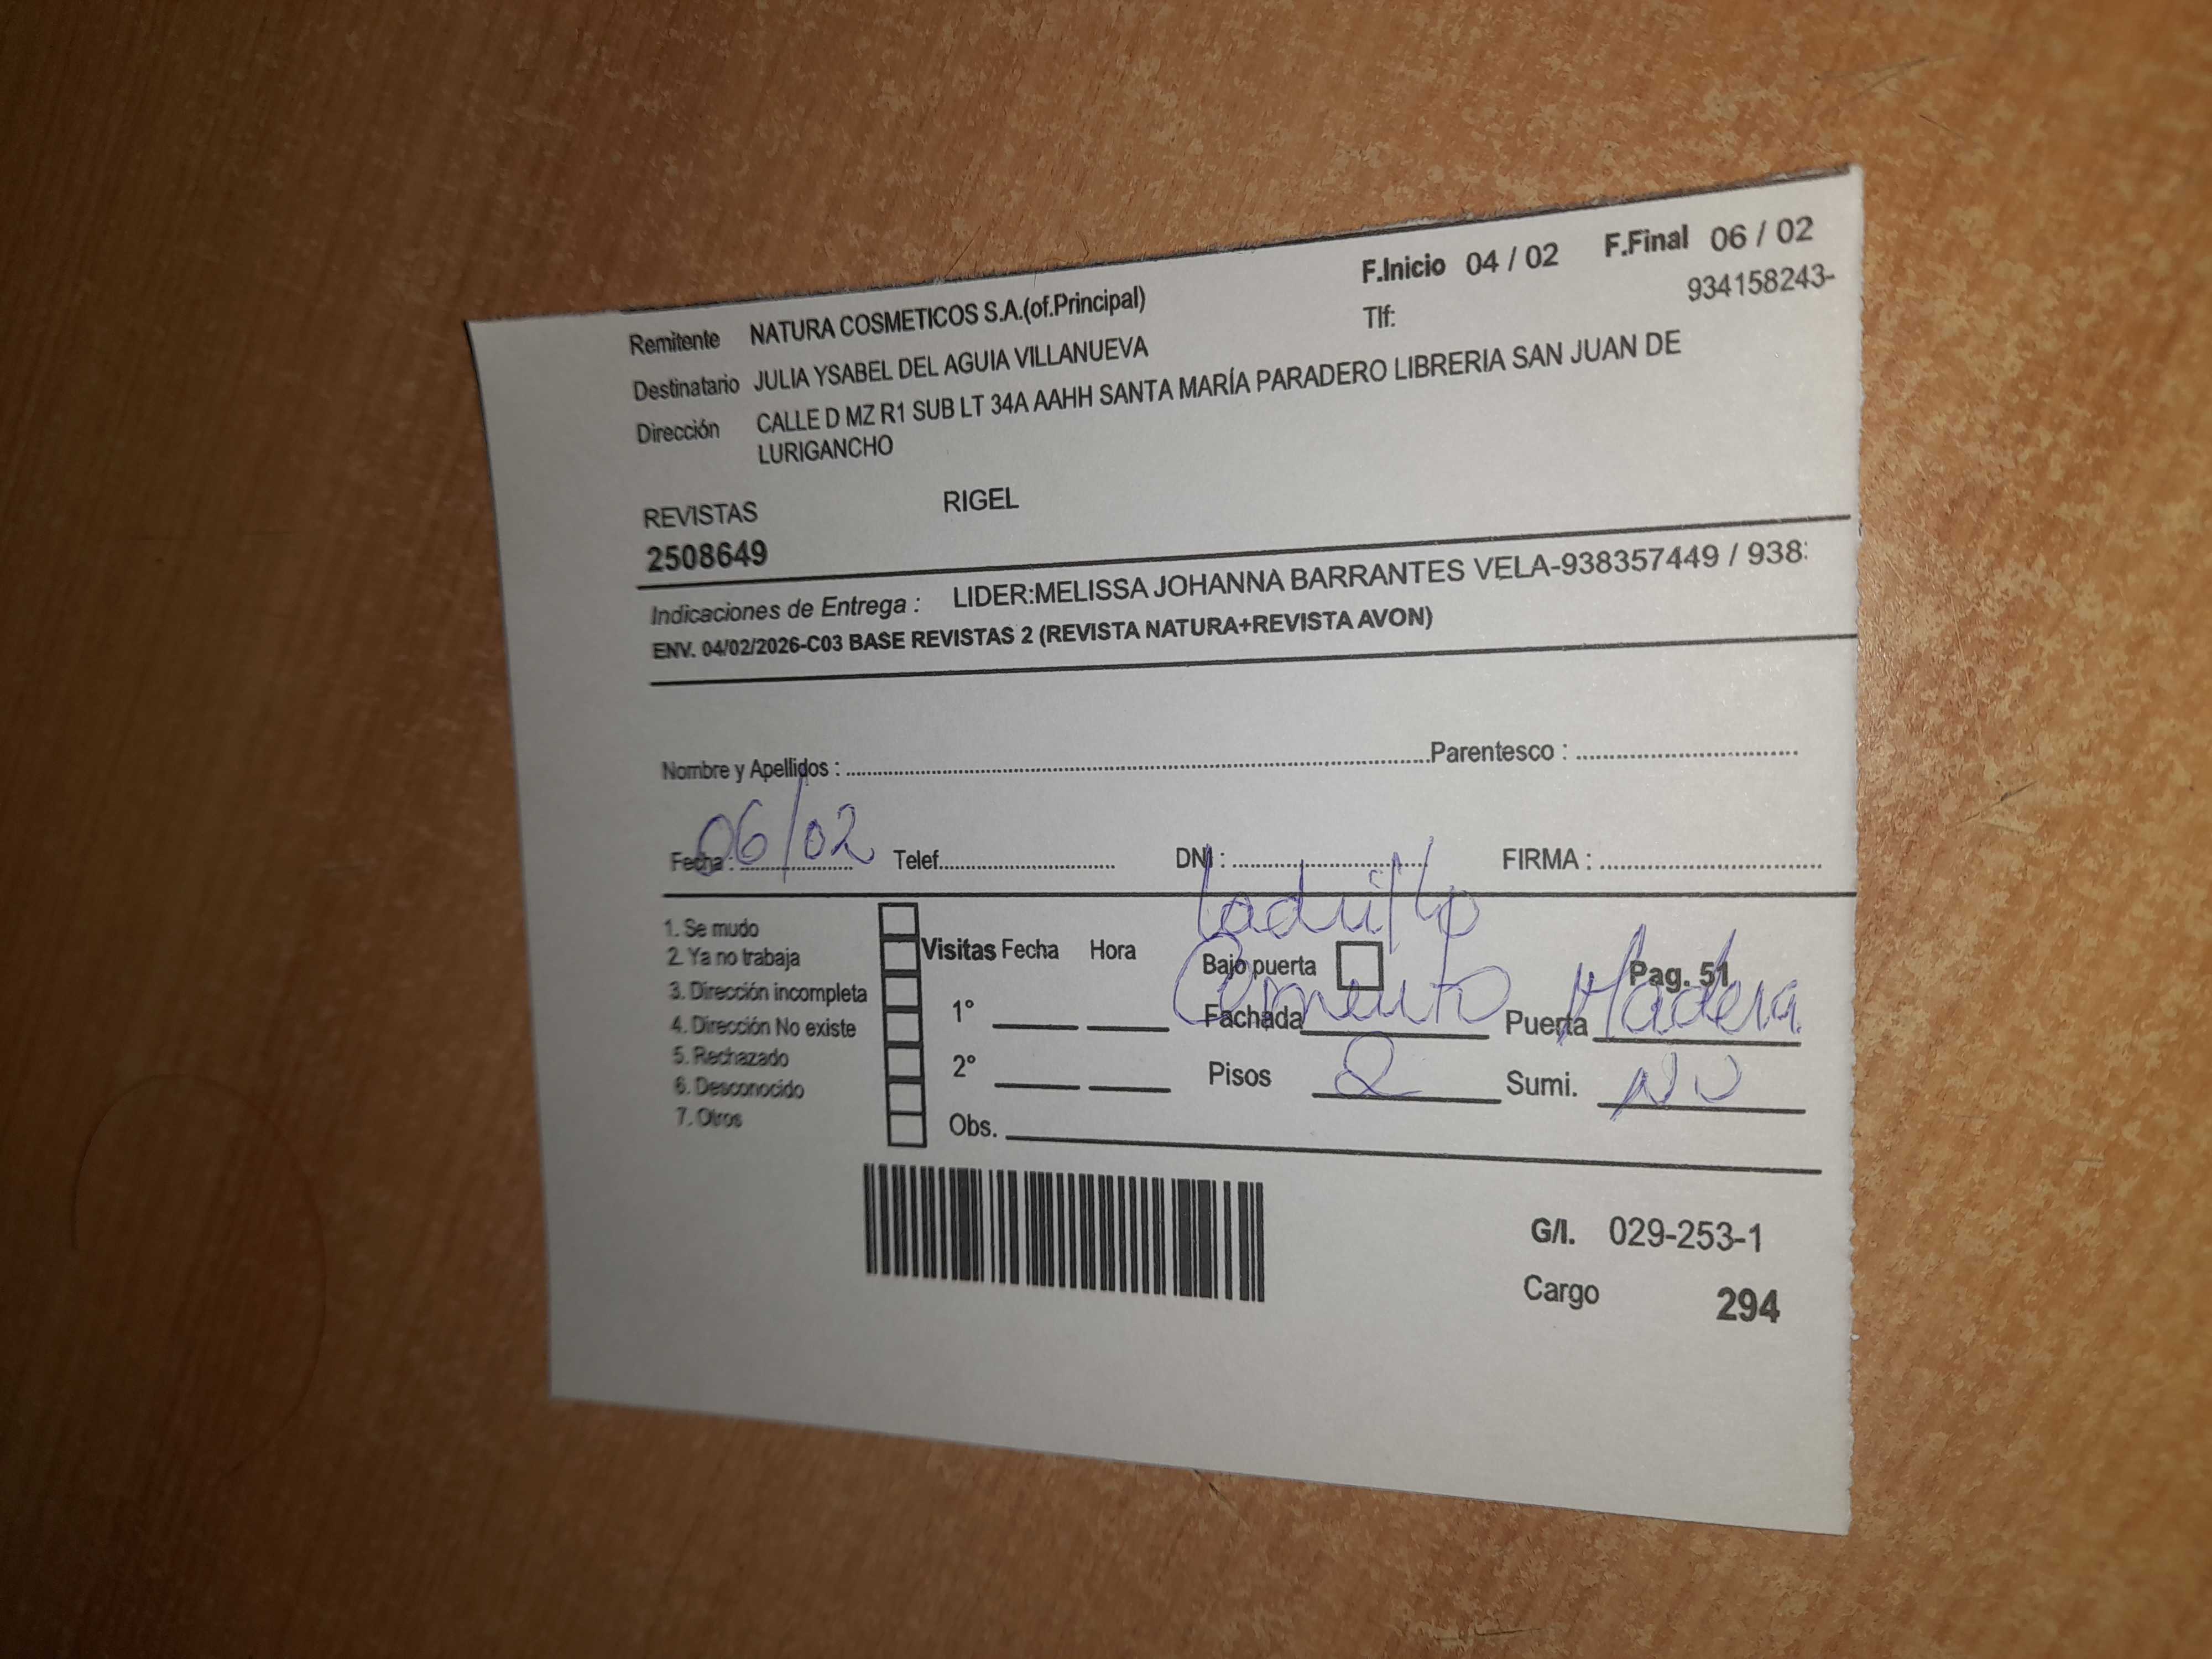 F.Inicio 04 / 02 F.Final 06 / 02
Remitente NATURA COSMETICOS S.A.(of.Principal) Tlf: 934158243-
Destinatario JULIA YSABEL DEL AGUIA VILLANUEVA
Dirección CALLE D MZ R1 SUB LT 34A AAHH SANTA MARÍA PARADERO LIBRERIA SAN JUAN DE
LURIGANCHO
REVISTAS RIGEL
2508649
Indicaciones de Entrega : LIDER:MELISSA JOHANNA BARRANTES VELA-938357449 / 938
ENV. 04/02/2026-C03 BASE REVISTAS 2 (REVISTA NATURA+REVISTA AVON)
Nombre y Apellidos : Parentesco :
Fecha : 06/02 Telef. DNI : FIRMA :
ladrillo
1. Se mudo
2. Ya no trabaja Visitas Fecha Hora Bajo puerta Pag. 51
3. Dirección incompleta
4. Dirección No existe 1° Fachada Cemento Puerta Madera
5. Rechazado
6. Desconocido 2° Pisos 2 Sumi. NO
7. Otros Obs.
G/I. 029-253-1
Cargo 294